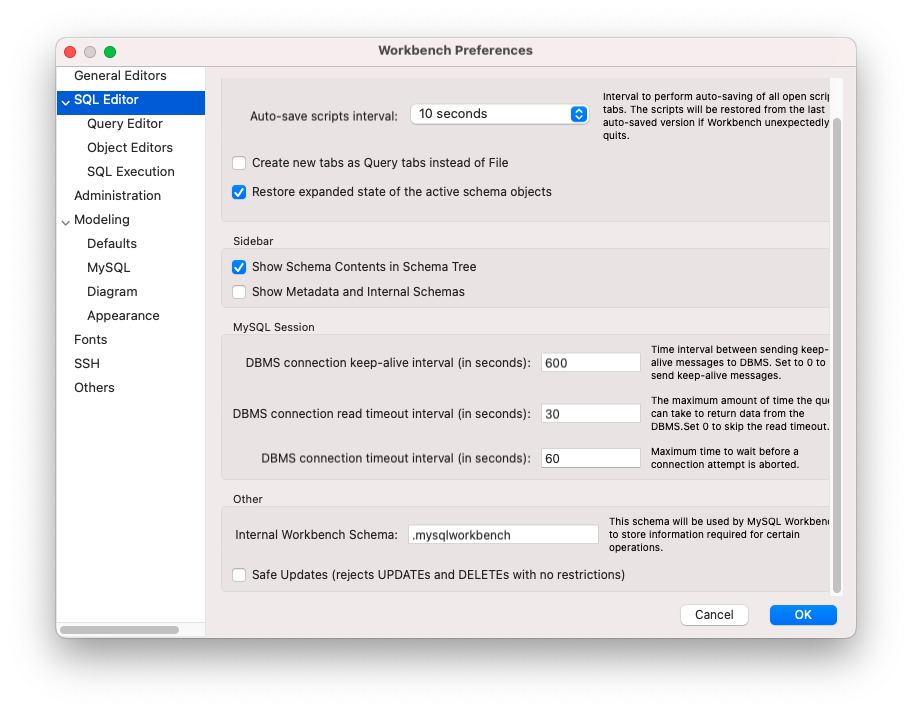 Workbench Preferences
General Editors
SQL Editor
Query Editor
Object Editors
SQL Execution
Administration
Modeling
Defaults
MySQL
Diagram
Appearance
Fonts
SSH
Others
Auto-save scripts interval:
10 seconds
Interval to perform auto-saving of all open
tabs. The scripts will be restored from the last
auto-saved version if Workbench unexpectedly
quits.
Create new tabs as Query tabs instead of File
Restore expanded state of the active schema objects
Sidebar
Show Schema Contents in Schema Tree
Show Metadata and Internal Schemas
MySQL Session
DBMS connection keep-alive interval (in seconds):
600
Time interval between sending keep-
alive messages to DBMS. Set to 0 to
send keep-alive messages.
DBMS connection read timeout interval (in seconds):
30
The maximum amount of time the
can take to return data from the
DBMS.Set 0 to skip the read timeout.
DBMS connection timeout interval (in seconds):
60
Maximum time to wait before a
connection attempt is aborted.
Other
Internal Workbench Schema:
.mysqlworkbench
This schema will be used by MySQL
to store information required for certain
operations.
Safe Updates (rejects UPDATEs and DELETEs with no restrictions)
Cancel
OK